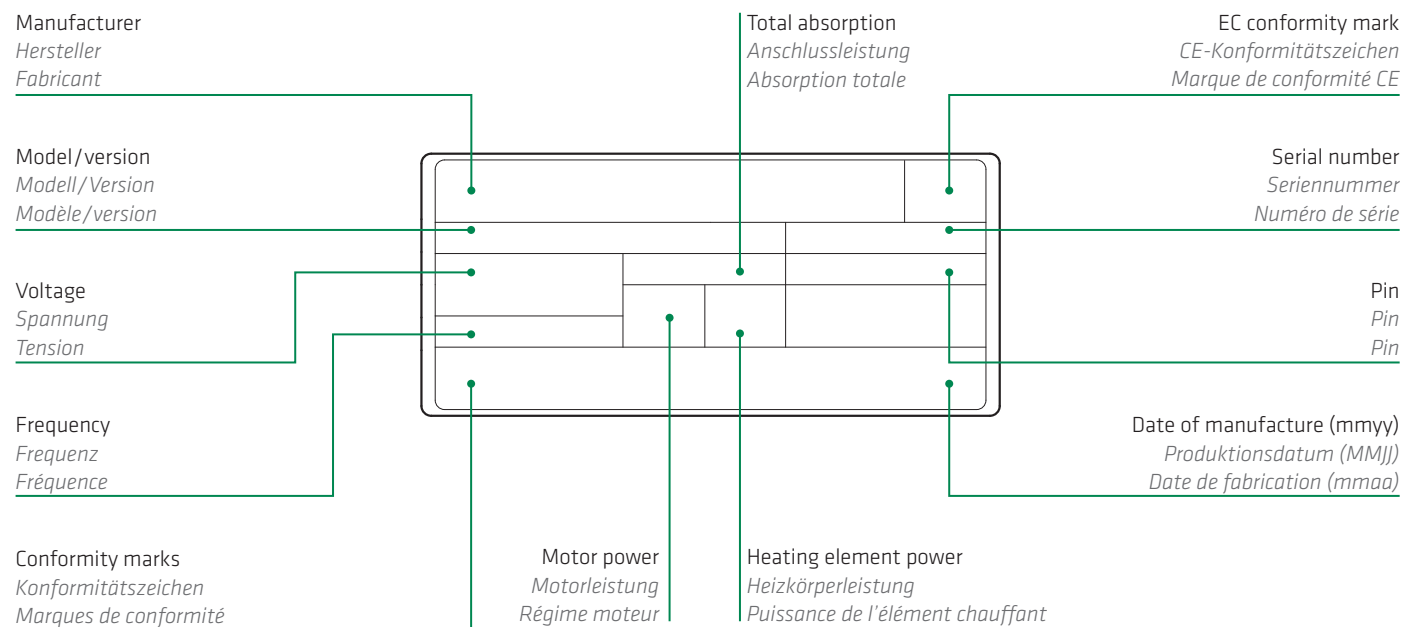 Manufacturer
Hersteller
Fabricant
Total absorption
Anschlussleistung
Absorption totale
EC conformity mark
CE-Konformitätszeichen
Marque de conformité CE
Model/version
Modell/Version
Modèle/version
Serial number
Seriennummer
Numéro de série
Voltage
Spannung
Tension
Pin
Pin
Pin
Frequency
Frequenz
Fréquence
Date of manufacture (mmyy)
Produktionsdatum (MMJJ)
Date de fabrication (mmaa)
Conformity marks
Konformitätszeichen
Marques de conformité
Motor power
Motorleistung
Régime moteur
Heating element power
Heizkörperleistung
Puissance de l'élément chauffant